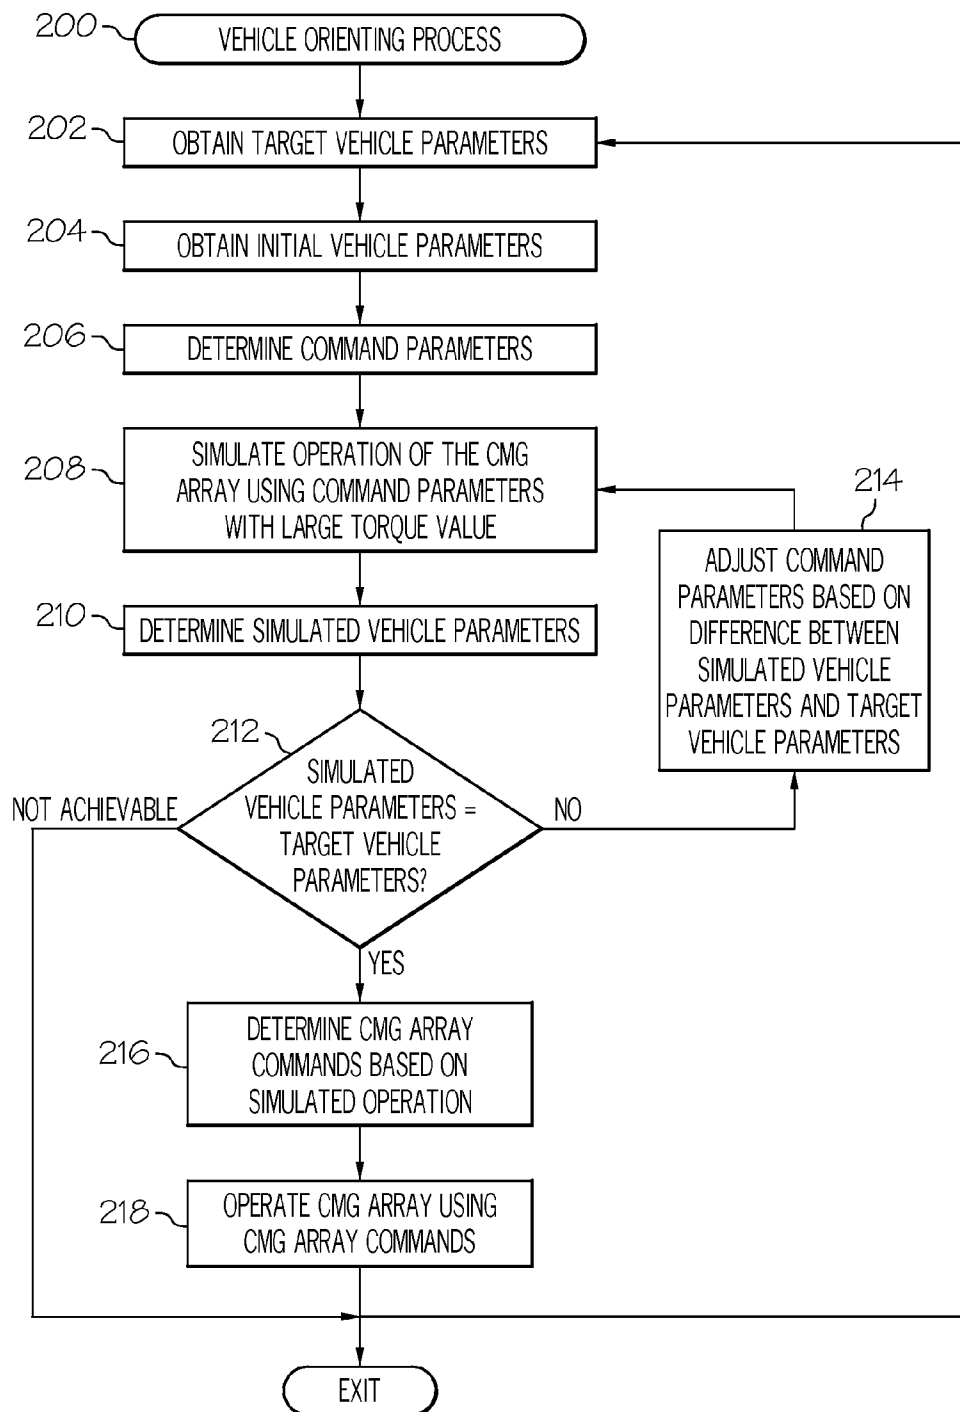 200
VEHICLE ORIENTING PROCESS
202
OBTAIN TARGET VEHICLE PARAMETERS
204
OBTAIN INITIAL VEHICLE PARAMETERS
206
DETERMINE COMMAND PARAMETERS
208
SIMULATE OPERATION OF THE CMG
ARRAY USING COMMAND PARAMETERS
WITH LARGE TORQUE VALUE
214
ADJUST COMMAND
PARAMETERS BASED ON
DIFFERENCE BETWEEN
SIMULATED VEHICLE
PARAMETERS AND TARGET
VEHICLE PARAMETERS
210
DETERMINE SIMULATED VEHICLE PARAMETERS
212
SIMULATED
VEHICLE PARAMETERS =
TARGET VEHICLE
PARAMETERS?
NOT ACHIEVABLE
NO
YES
216
DETERMINE CMG ARRAY
COMMANDS BASED ON
SIMULATED OPERATION
218
OPERATE CMG ARRAY USING
CMG ARRAY COMMANDS
EXIT